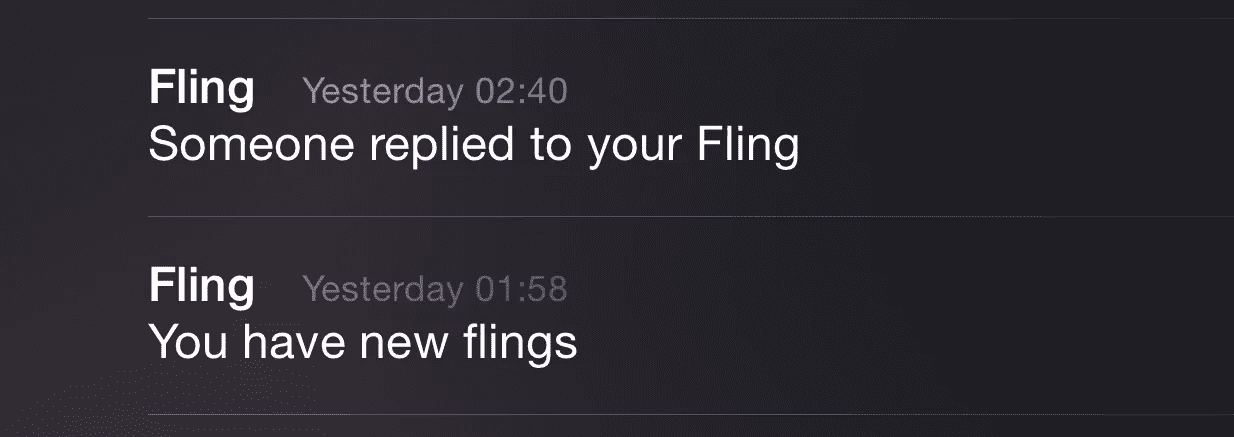 Fling Yesterday 02:40
Someone replied to your Fling
Fling Yesterday 01:58
You have new flings